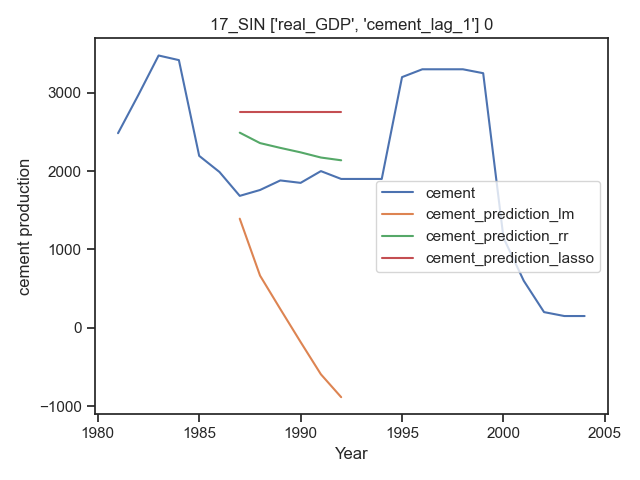 17_SIN ['real_GDP', 'cement_lag_1'] 0
cement production
3000
2000
1000
0
−1000
cement
cement_prediction_lm
cement_prediction_rr
cement_prediction_lasso
1980
1985
1990
1995
2000
2005
Year